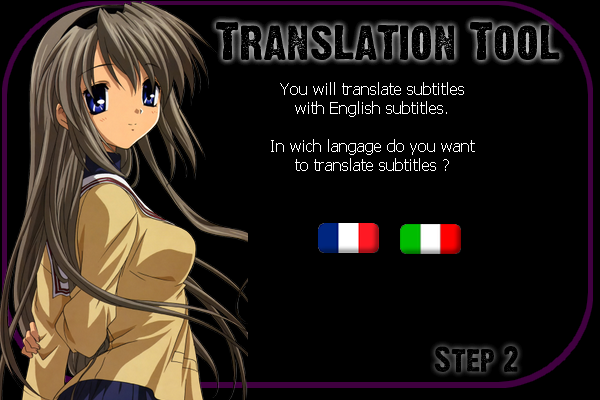 Translation Tool
You will translate subtitles
with English subtitles.
In wich langage do you want
to translate subtitles ?
Step 2